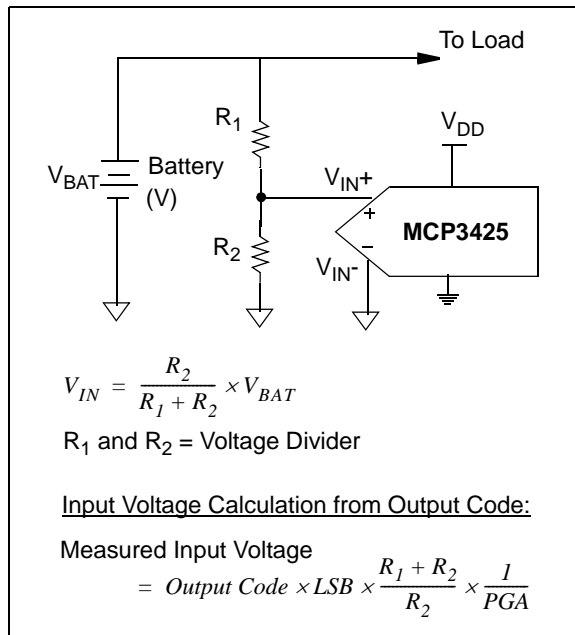 To Load
R1
VDD
VBAT
Battery
(V)
VIN+
+
MCP3425
R2
–
VIN-
VIN = R2 / (R1 + R2) × VBAT
R1 and R2 = Voltage Divider
Input Voltage Calculation from Output Code:
Measured Input Voltage
= Output Code × LSB × (R1 + R2) / R2 × 1 / PGA